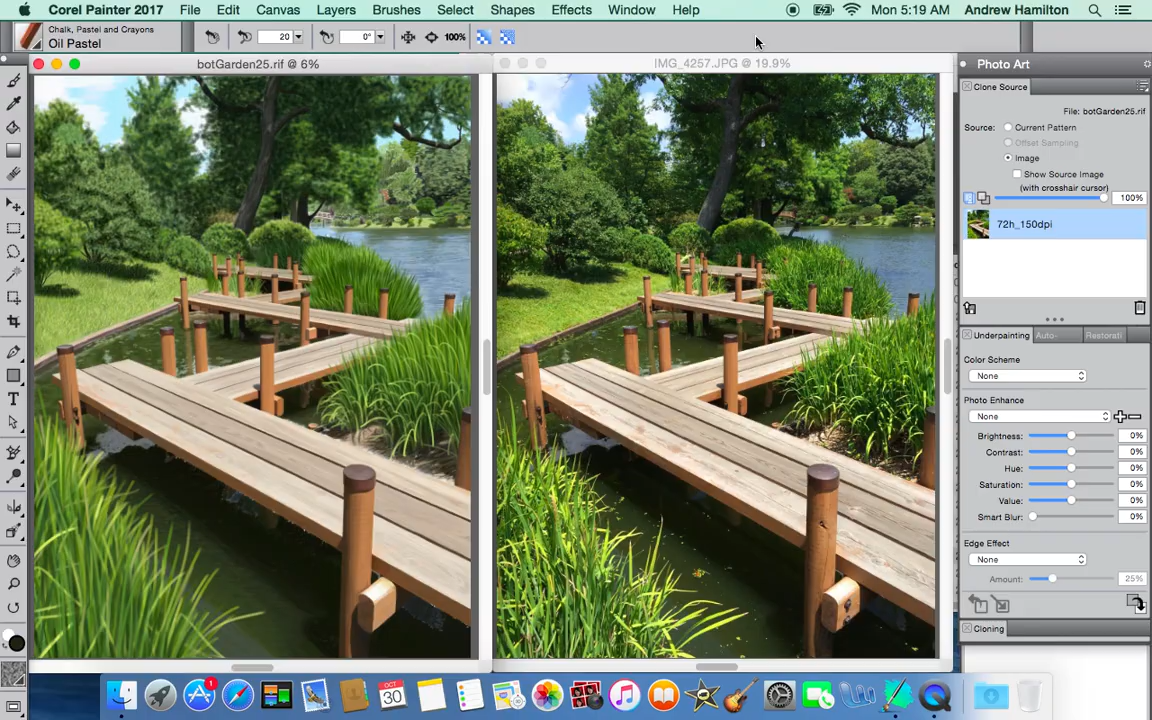 Corel Painter 2017 File Edit Canvas Layers Brushes Select Shapes Effects Window Help Mon 5:19 AM Andrew Hamilton
Chalk, Pastel and Crayons
Oil Pastel
20
0°
100%
botGarden25.rif @ 6%
IMG_4257.JPG @ 19.9%
Photo Art
Clone Source
File: botGarden25.rif
Source: Current Pattern
Offset Sampling
Image
Show Source Image
(with crosshair cursor)
100%
72h_150dpi
Underpainting Auto- Restorati
Color Scheme
None
Photo Enhance
None
Brightness: 0%
Contrast: 0%
Hue: 0%
Saturation: 0%
Value: 0%
Smart Blur: 0%
Edge Effect
None
Amount: 25%
Cloning
1
OCT
30